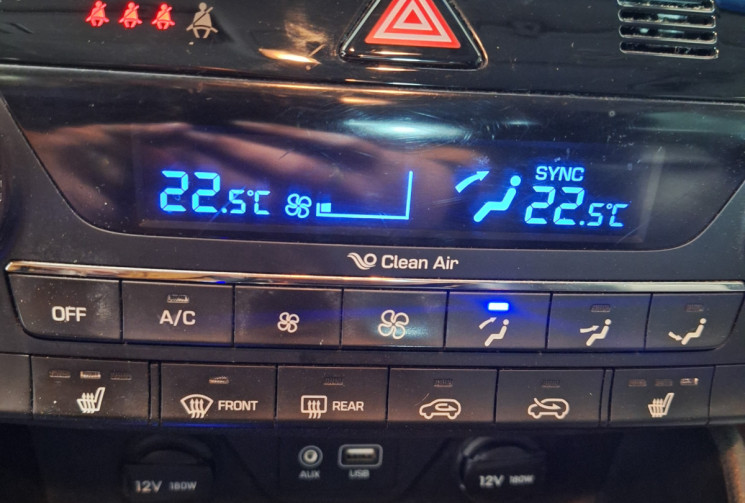 SYNC
22.5°C 22.5°C
Clean Air
OFF A/C
FRONT REAR
AUX USB
12V 180W 12V 180W